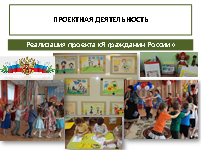 ПРОЕКТНАЯ ДЕЯТЕЛЬНОСТЬ
Реализация проекта «Я гражданин России»